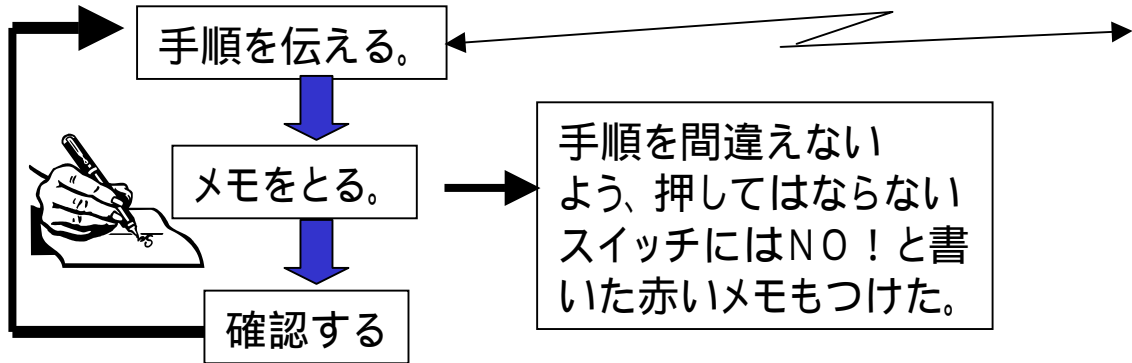 手順を伝える。
メモをとる。
手順を間違えない
よう、押してはならない
スイッチにはNO！と書
いた赤いメモもつけた。
確認する